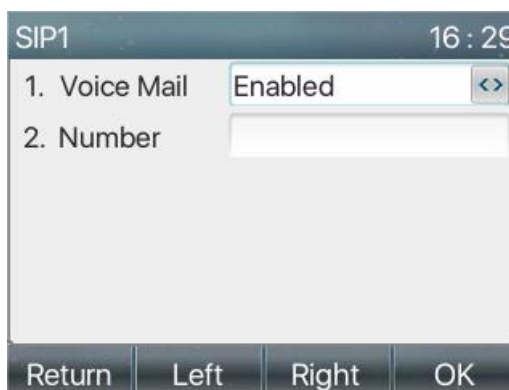 SIP1 16 : 29
1. Voice Mail Enabled <>
2. Number
Return Left Right OK